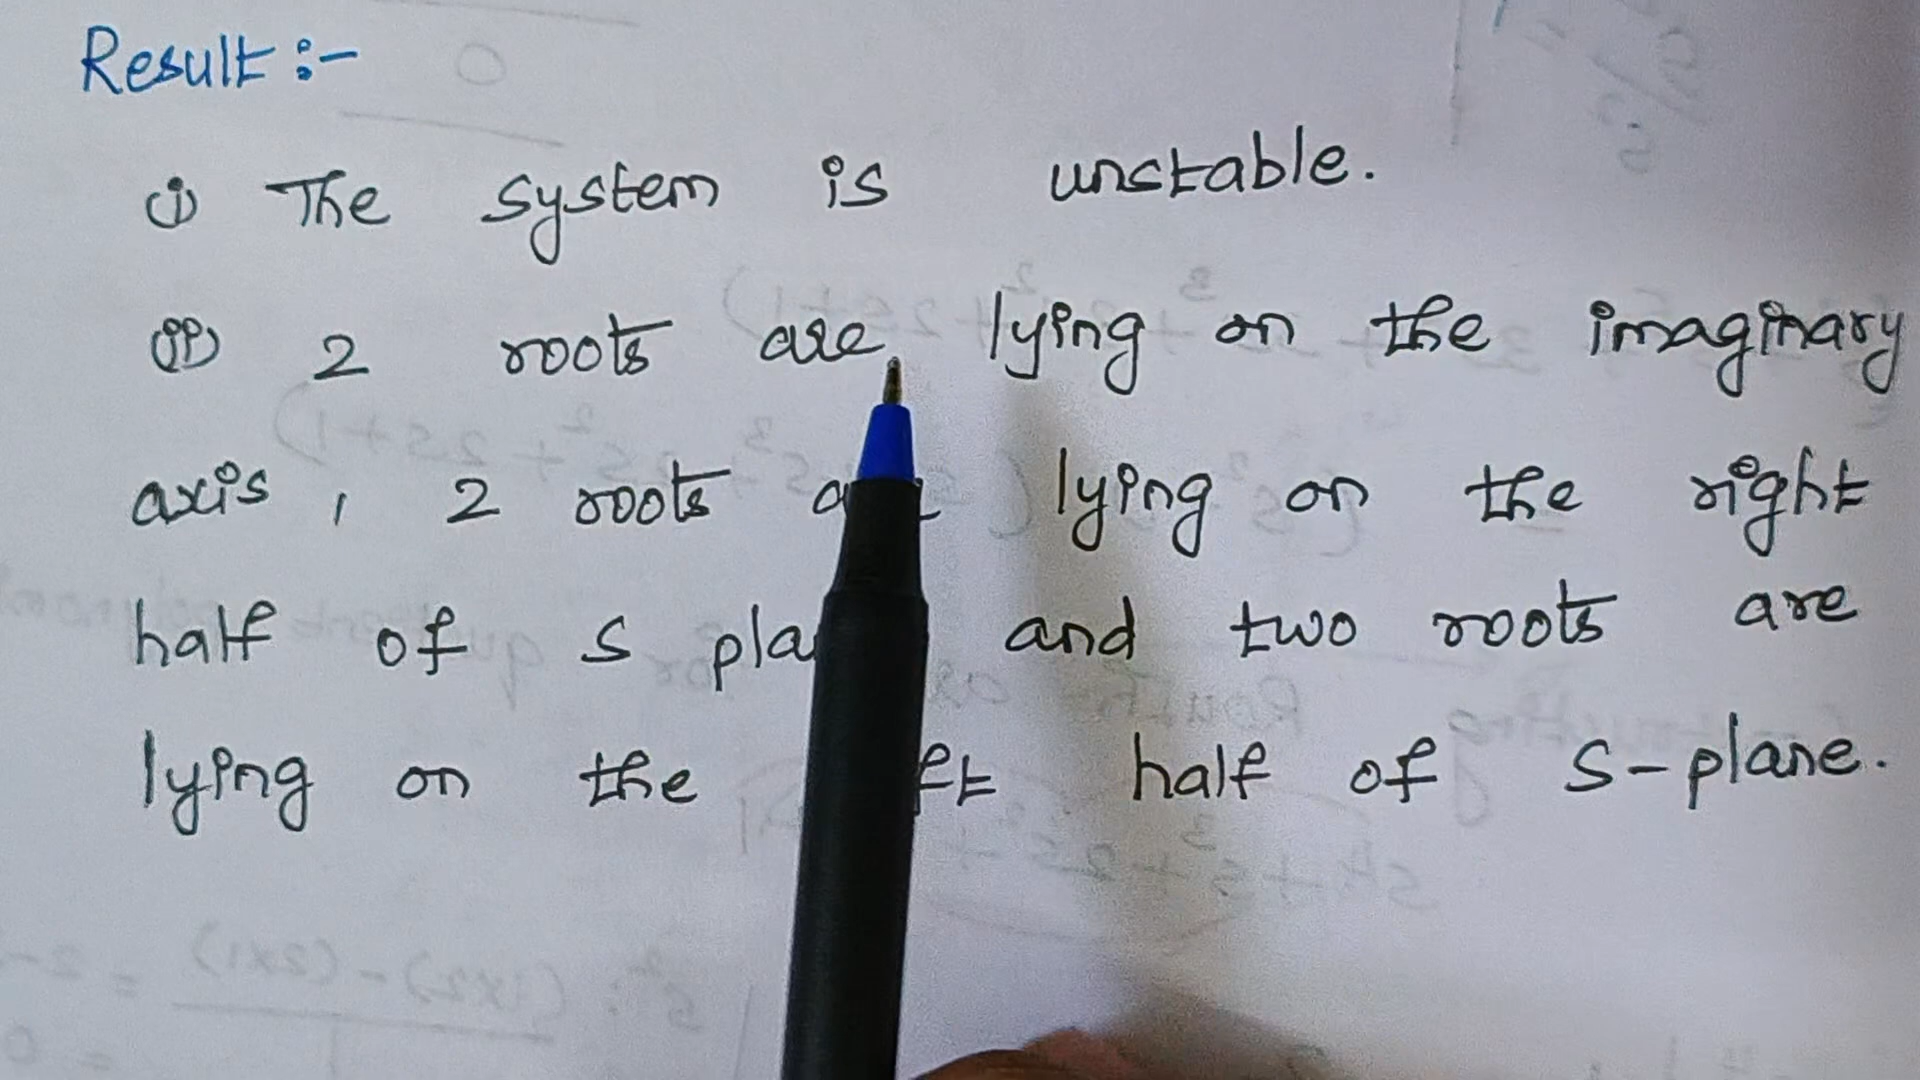 Result :-
(i) The system is unstable.
(ii) 2 roots are lying on the imaginary
axis, 2 roots lying on the right
half of s and two roots are
lying on the half of s-plane.